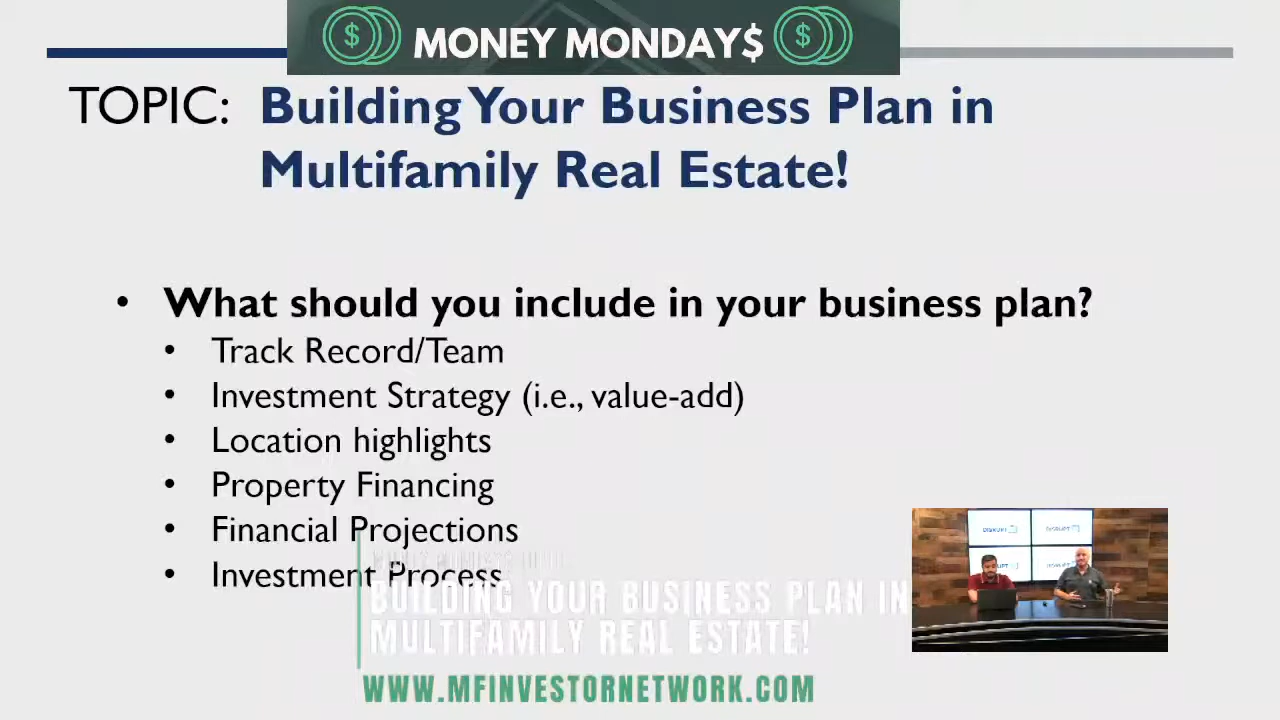 MONEY MONDAY$
TOPIC: Building Your Business Plan in
Multifamily Real Estate!
• What should you include in your business plan?
• Track Record/Team
• Investment Strategy (i.e., value-add)
• Location highlights
• Property Financing
• Financial Projections
• Investment Process
BUILDING YOUR BUSINESS PLAN IN
MULTIFAMILY REAL ESTATE!
WWW.MFINVESTORNETWORK.COM
DISRUPT DISRUPT